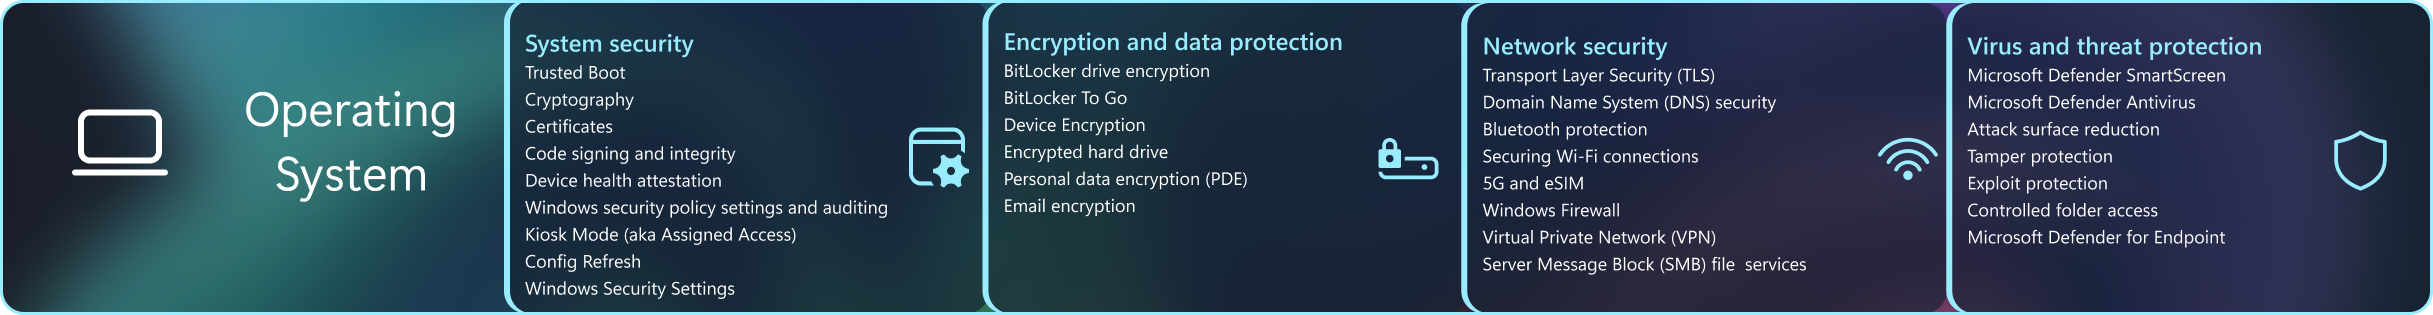 Operating
System
System security
Trusted Boot
Cryptography
Certificates
Code signing and integrity
Device health attestation
Windows security policy settings and auditing
Kiosk Mode (aka Assigned Access)
Config Refresh
Windows Security Settings
Encryption and data protection
BitLocker drive encryption
BitLocker To Go
Device Encryption
Encrypted hard drive
Personal data encryption (PDE)
Email encryption
Network security
Transport Layer Security (TLS)
Domain Name System (DNS) security
Bluetooth protection
Securing Wi-Fi connections
5G and eSIM
Windows Firewall
Virtual Private Network (VPN)
Server Message Block (SMB) file  services
Virus and threat protection
Microsoft Defender SmartScreen
Microsoft Defender Antivirus
Attack surface reduction
Tamper protection
Exploit protection
Controlled folder access
Microsoft Defender for Endpoint